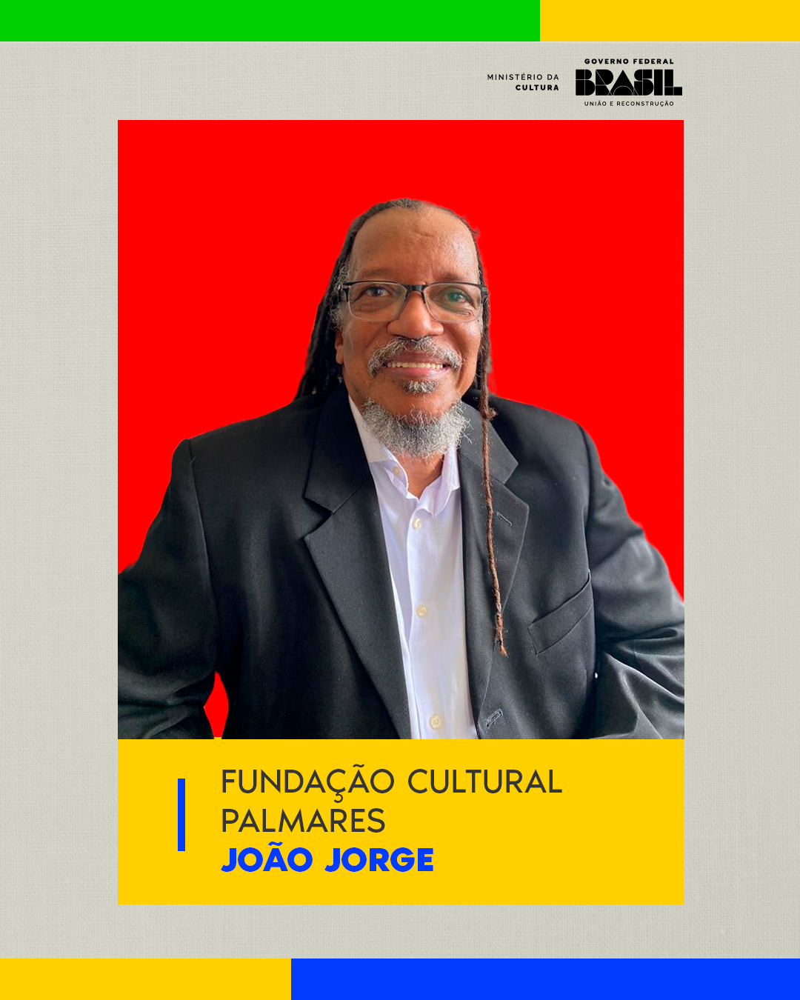 MINISTÉRIO DA
CULTURA
GOVERNO FEDERAL
BRASIL
UNIÃO E RECONSTRUÇÃO
FUNDAÇÃO CULTURAL
PALMARES
JOÃO JORGE